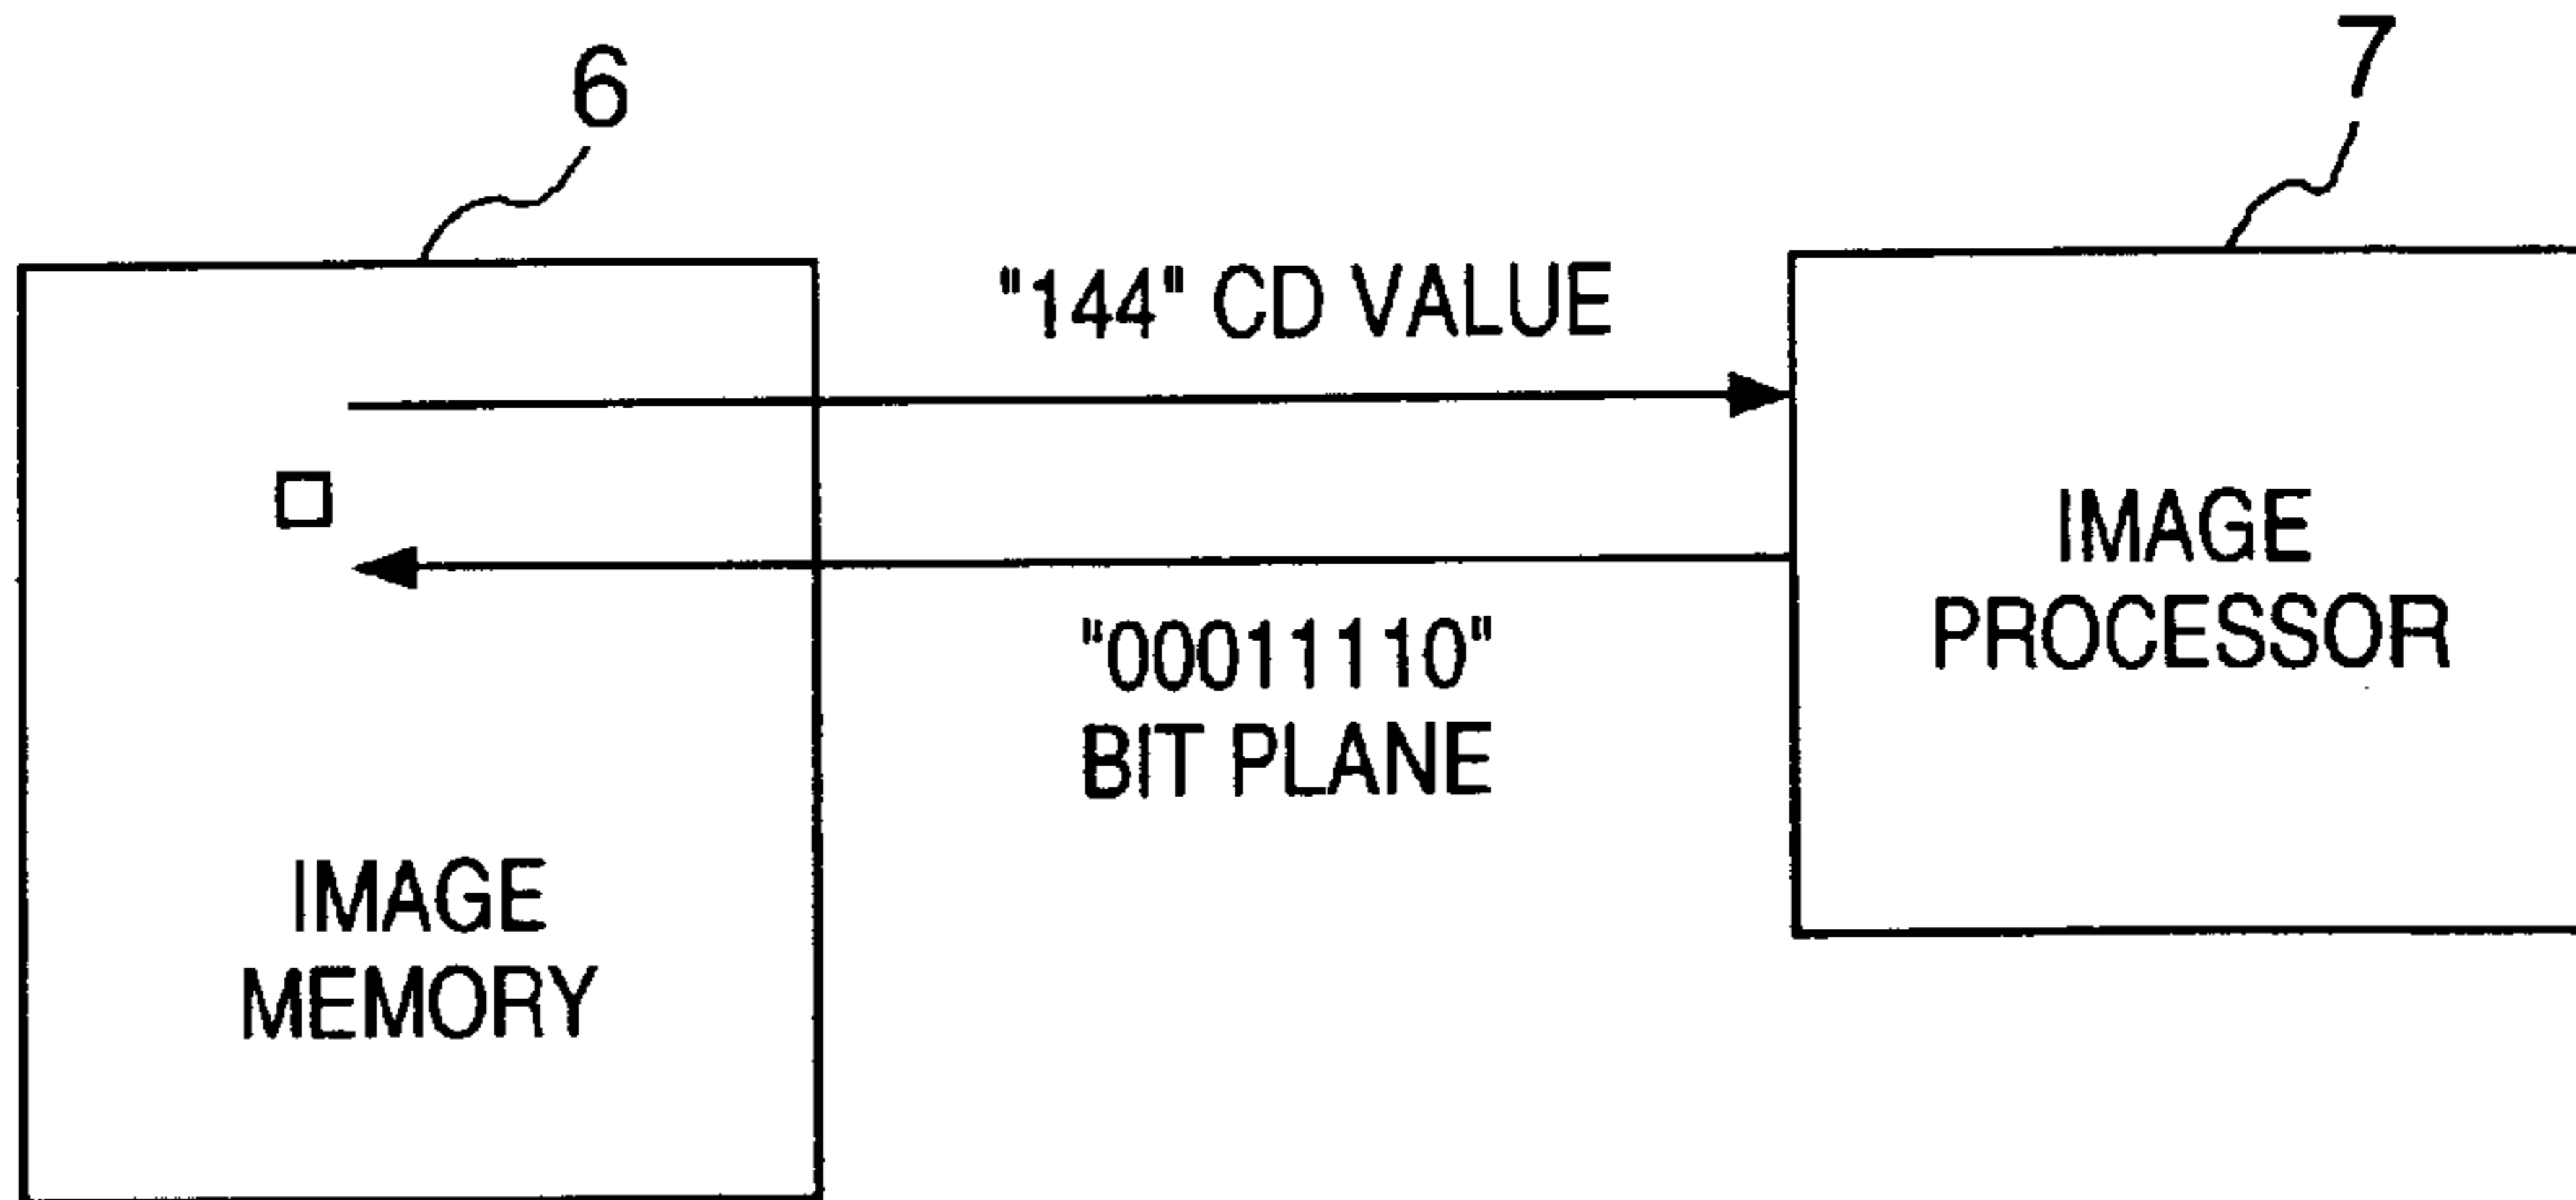 6
7
"144" CD VALUE
"00011110"
BIT PLANE
IMAGE
PROCESSOR
IMAGE
MEMORY